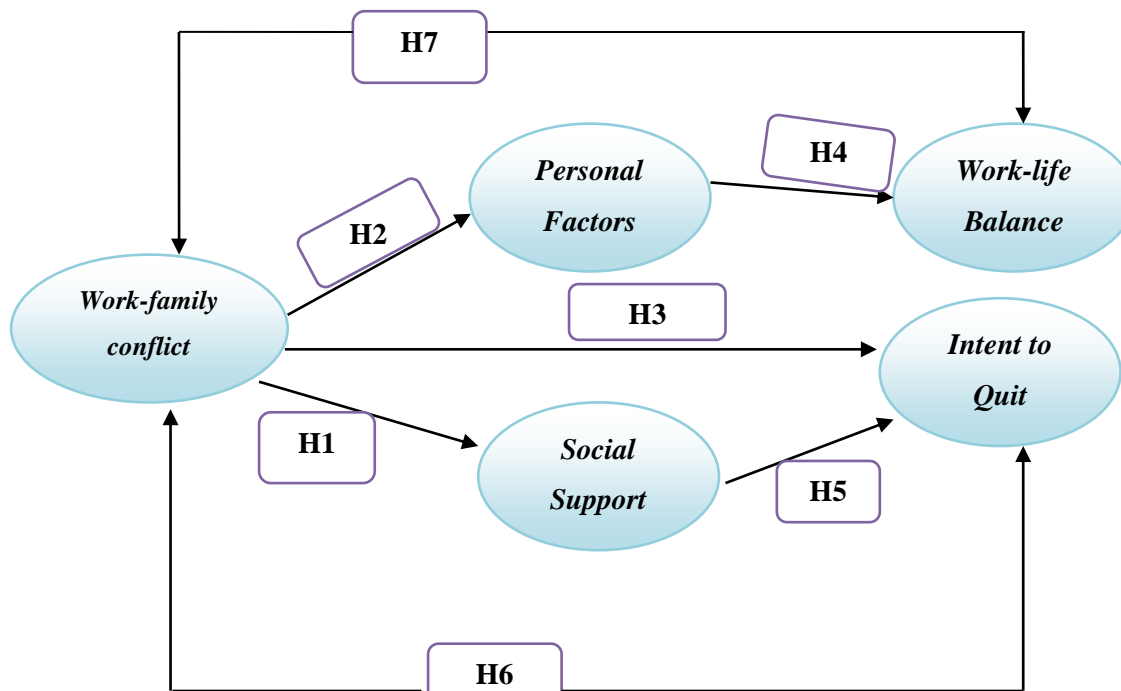 H7
Personal
Factors
H4
Work-life
Balance
H2
Work-family
conflict
H3
Intent to
Quit
H1
Social
Support
H5
H6